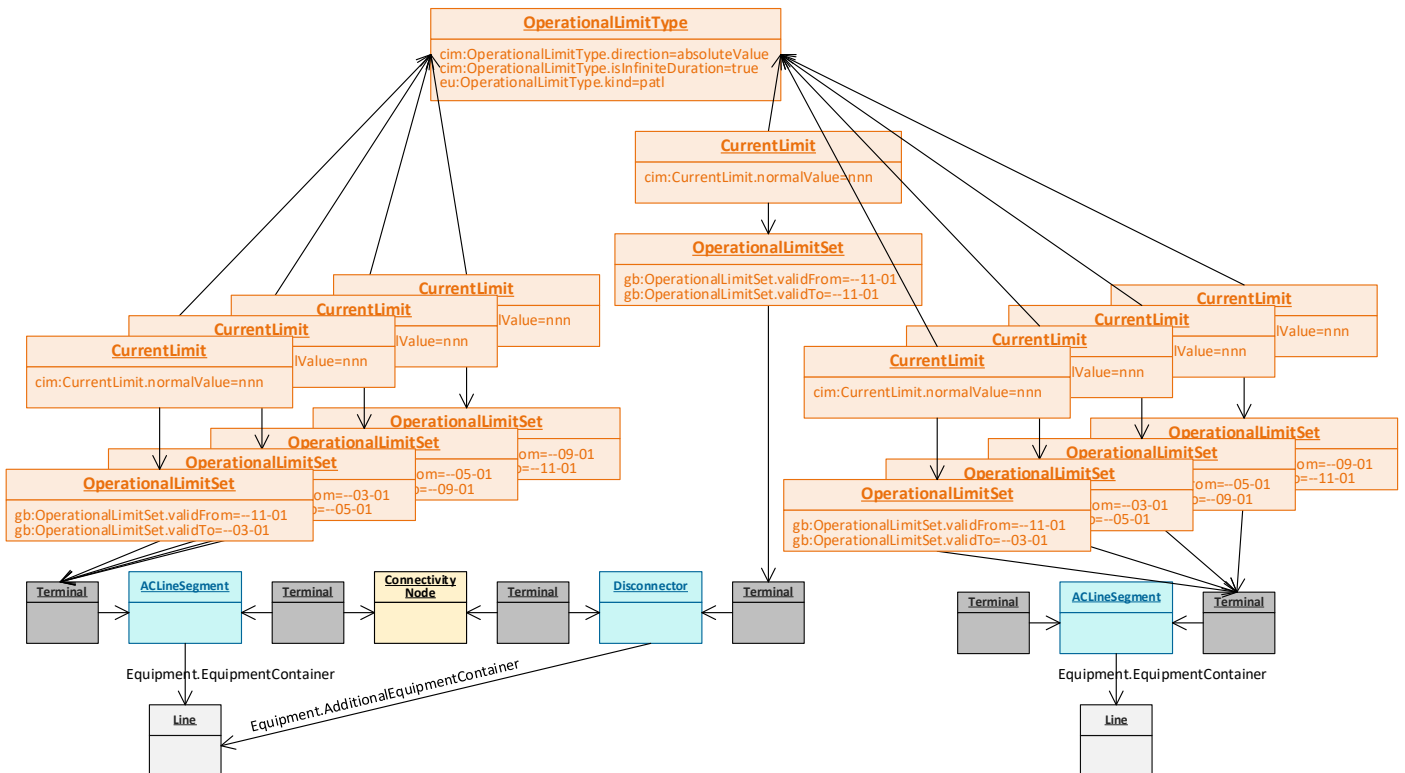 OperationalLimitType
cim:OperationalLimitType.direction=absoluteValue
cim:OperationalLimitType.isInfiniteDuration=true
eu:OperationalLimitType.kind=patl
CurrentLimit
cim:CurrentLimit.normalValue=nnn
OperationalLimitSet
gb:OperationalLimitSet.validFrom=--11-01
gb:OperationalLimitSet.validTo=--11-01
CurrentLimit
lValue=nnn
CurrentLimit
lValue=nnn
CurrentLimit
lValue=nnn
CurrentLimit
cim:CurrentLimit.normalValue=nnn
OperationalLimitSet
om=--09-01
o=--11-01
OperationalLimitSet
om=--05-01
o=--09-01
OperationalLimitSet
om=--03-01
o=--05-01
OperationalLimitSet
gb:OperationalLimitSet.validFrom=--11-01
gb:OperationalLimitSet.validTo=--03-01
CurrentLimit
lValue=nnn
CurrentLimit
lValue=nnn
CurrentLimit
lValue=nnn
CurrentLimit
cim:CurrentLimit.normalValue=nnn
OperationalLimitSet
om=--09-01
o=--11-01
OperationalLimitSet
rom=--05-01
o=--09-01
OperationalLimitSet
om=--03-01
o=--05-01
OperationalLimitSet
gb:OperationalLimitSet.validFrom=--11-01
gb:OperationalLimitSet.validTo=--03-01
Terminal
ACLineSegment
Terminal
Connectivity
Node
Terminal
Disconnector
Terminal
Terminal
ACLineSegment
Terminal
Equipment.EquipmentContainer
Equipment.AdditionalEquipmentContainer
Equipment.EquipmentContainer
Line
Line